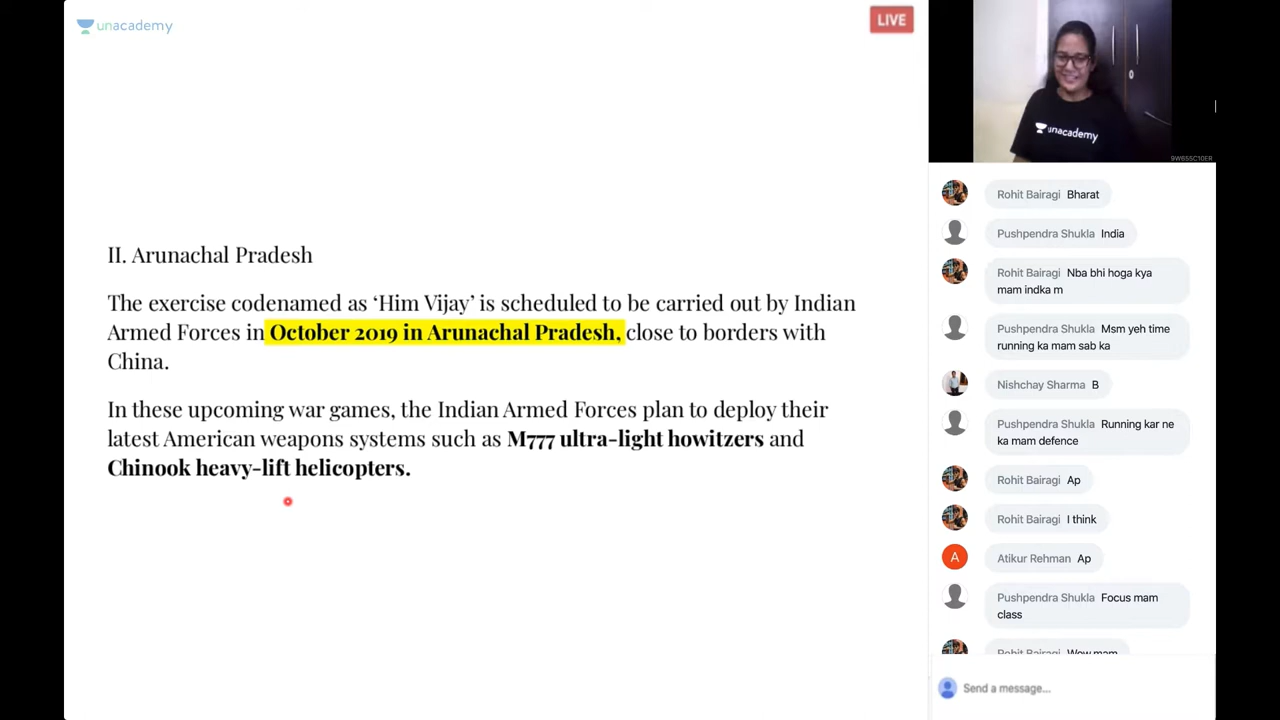 unacademy
LIVE
II. Arunachal Pradesh
The exercise codenamed as ‘Him Vijay’ is scheduled to be carried out by Indian
Armed Forces in October 2019 in Arunachal Pradesh, close to borders with
China.
In these upcoming war games, the Indian Armed Forces plan to deploy their
latest American weapons systems such as M777 ultra-light howitzers and
Chinook heavy-lift helicopters.
unacademy
9W6S5C10ER
Rohit Bairagi Bharat
Pushpendra Shukla India
Rohit Bairagi Nba bhi hoga kya
mam indka m
Pushpendra Shukla Msm yeh time
running ka mam sab ka
Nishchay Sharma B
Pushpendra Shukla Running kar ne
ka mam defence
Rohit Bairagi Ap
Rohit Bairagi I think
A
Atikur Rehman Ap
Pushpendra Shukla Focus mam
class
Rohit Bairagi Wow mam
Send a message...